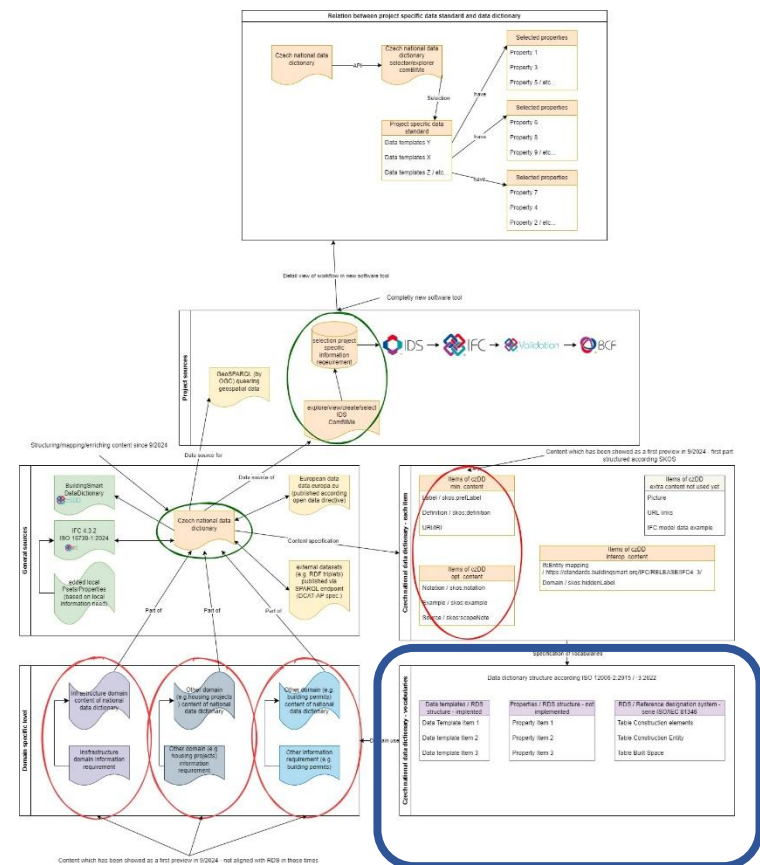 Relation between project specific data standard and data dictionary
Czech national data
dictionary
API
Czech national data
dictionary
selector/explorer
comBIMe
Selection
Project specific data
standard
Data templates Y
Data templates X
Data templates Z / etc...
have
have
have
Selected properties
Property 1
Property 3
Property 5 / etc...
Selected properties
Property 6
Property 8
Property 9 / etc...
Selected properties
Property 7
Property 4
Property 2 / etc...
Detail view of workflow in new software tool
Completly new software tool
Project sources
selection project
specific
information
reqeuirement
IDS
IFC
Validation
BCF
GeoSPARQL (by
OGC) quering
geospatial data
explore/view/create/select
IDS
ComBIMe
Structuring/mapping/enriching content since 9/2024
Data source for
Data source of
General sources
BuildingSmart
DataDictionary
IFC 4.3.2
ISO 16739-1:2024
added local
Psets/Properties
(based on local
information need)
Czech national data
dictionary
European data
data.europa.eu
(published according
open data directive)
external datasets
(e.g. RDF triplets)
published via
SPARQL endpoint
(DCAT-AP spec.)
Content specification
Part of
Part of
Part of
Content which has been showed as a first preview in 9/2024 - first part
structured according SKOS
Czech national data dictionary - each item
Items of czDD
min. content
Label / skos:prefLabel
Definition / skos:definition
URI/IRI
Items of czDD
extra content not used yet
Picture
URL links
IFC model data example
Items of czDD
interop. content
IfcEntity mapping
Domain / skos:hiddenLabel
Items of czDD
opt. content
Notation / skos:notation
Example / skos:example
Source / skos:scopeNote
Specification of vocabularies
Domain specific level
Infrastructure domain
content of national
data dictionary
Infrastructure
domain information
requirement
Other domain
(e.g.housing projects
) content of national
data dictionary
Other domain (e.g.
housing projects)
information
requirement
Other domain (e.g.
building permits)
content of national
data dictionary
Other information
requirement (e.g.
building permits)
Domain use
Czech national data dictionary - vocabularies
Data dictionary structure according ISO 12006-2:2015 / -3:2022
Data templates / RDS
structure - implented
Data Template Item 1
Data template Item 2
Data template Item 3
Properties / RDS structure - not
implemented
Property Item 1
Property Item 2
Property Item 3
RDS / Reference designation system -
serie ISO/IEC 81346
Table Construction elements
Table Construction Entity
Table Built Space
Content which has been showed as a first preview in 9/2024 - not aligned with RDS in those times